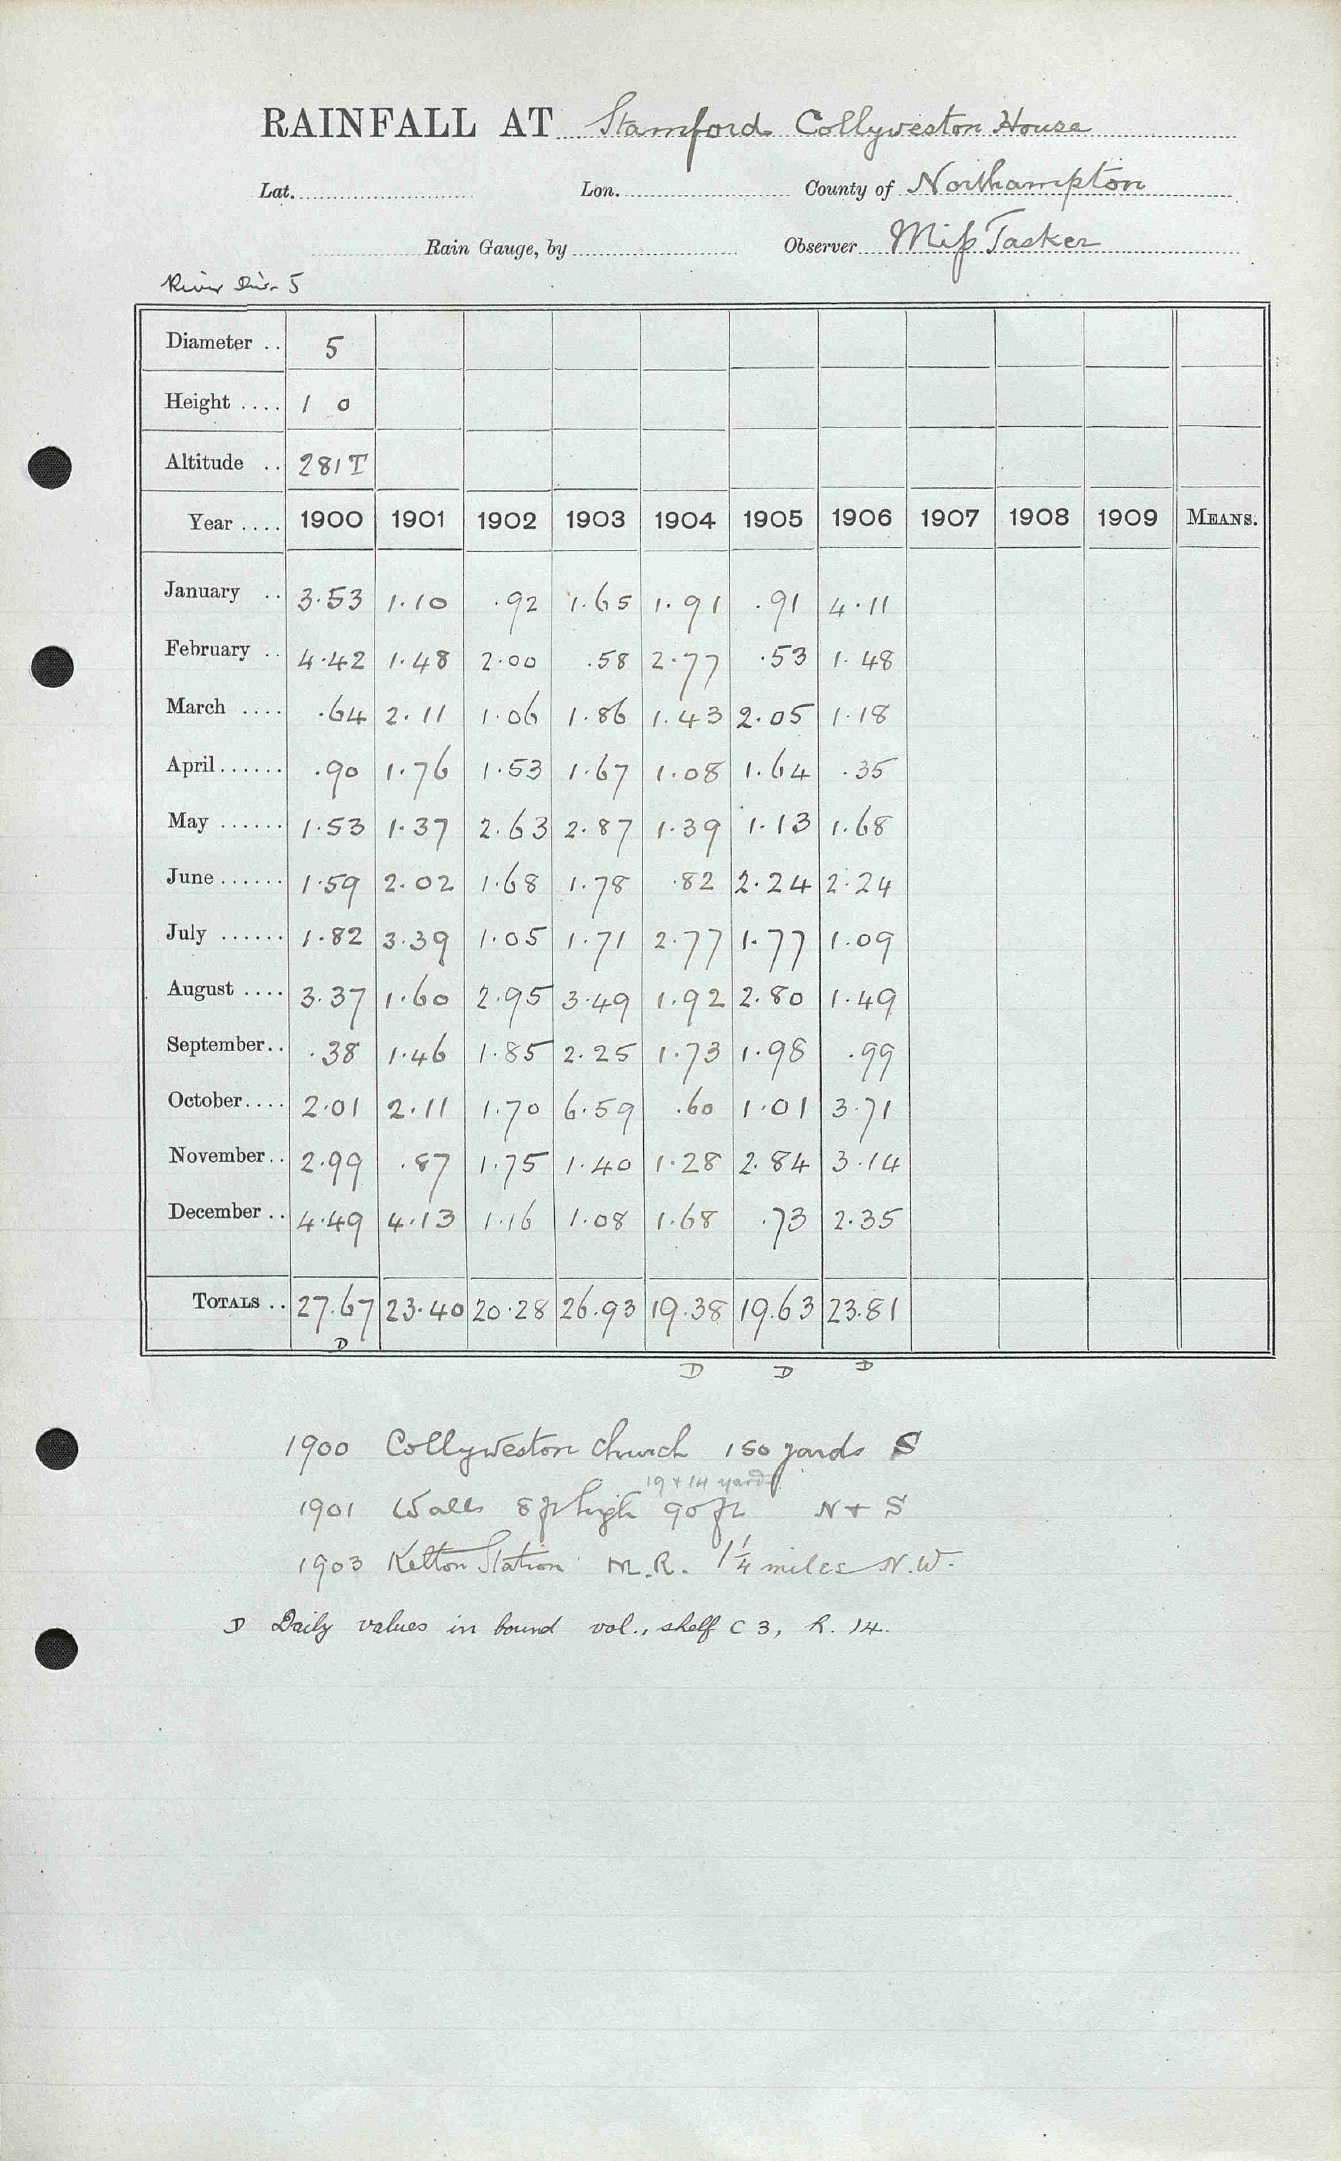 RAINFALL AT Stamford Collyweston House
Lat. Lon. County of Northampton
Rain Gauge, by Observer Miss Tasker
River Div. 5
Diameter .. 5
Height .... 1 0
Altitude .. 281T
Year .... 1900 1901 1902 1903 1904 1905 1906 1907 1908 1909 MEANS.
January .. 3.53 1.10 .92 1.65 1.91 .91 4.11
February .. 4.42 1.48 2.00 .58 2.77 .53 1.48
March .... .64 2.11 1.06 1.86 1.43 2.05 1.18
April...... .90 1.76 1.53 1.67 1.08 1.64 .35
May ...... 1.53 1.37 2.63 2.87 1.39 1.13 1.68
June...... 1.59 2.02 1.68 1.78 .82 2.24 2.24
July ...... 1.82 3.39 1.05 1.71 2.77 1.77 1.09
August .... 3.37 1.60 2.95 3.49 1.92 2.80 1.49
September.. .38 1.46 1.85 2.25 1.73 1.98 .99
October.... 2.01 2.11 1.70 6.59 .60 1.01 3.71
November.. 2.99 .87 1.75 1.40 1.28 2.84 3.14
December .. 4.49 4.13 1.16 1.08 1.68 .73 2.35
TOTALS .. 27.67 23.40 20.28 26.93 19.38 19.63 23.81
D
D D D
1900 Collyweston Church 150 yards S
19 + 14 yards
1901 Walls 8 ft high 90 ft N + S
1903 Ketton Station M.R. 1 1/4 miles N.W.
D Daily values in bound vol., shelf C 3, R. 14.